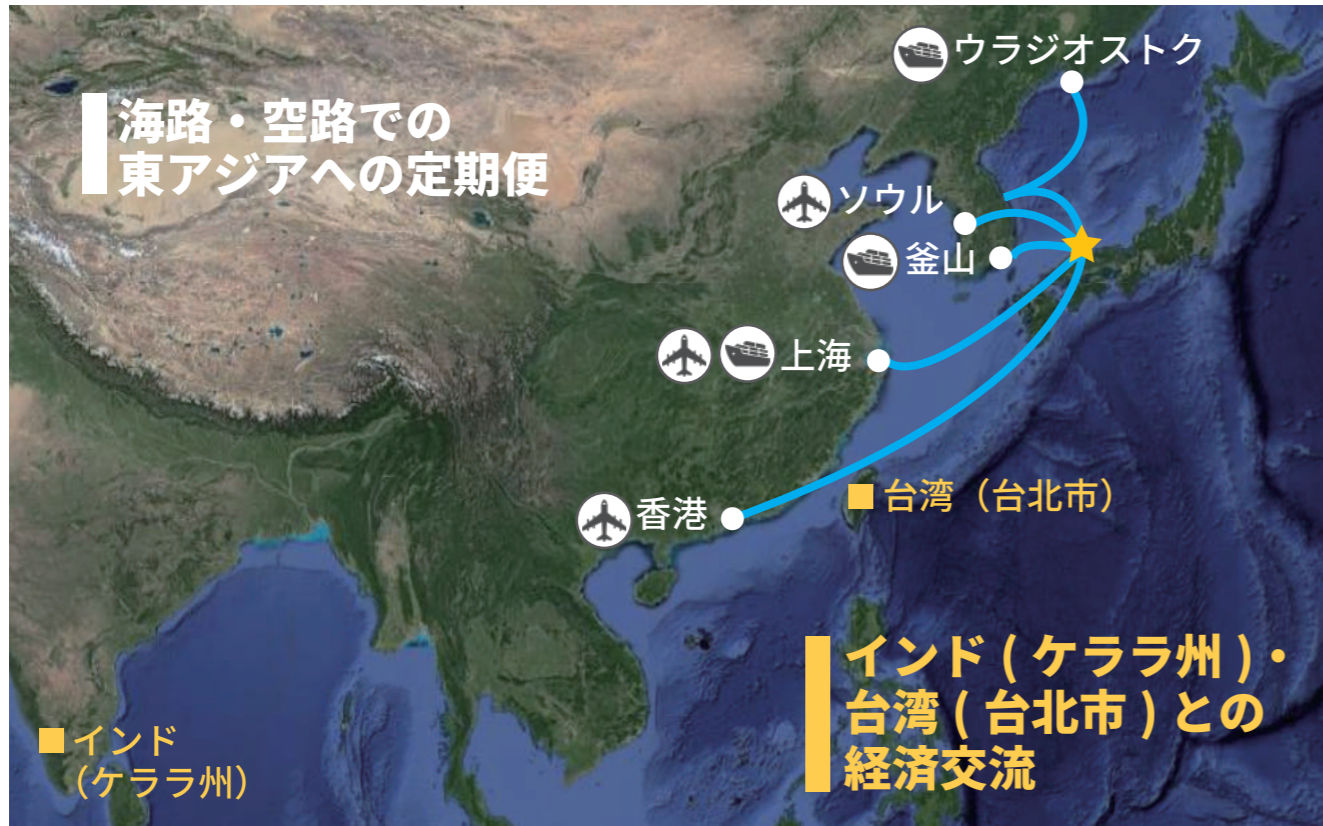 ウラジオストク
海路・空路での
東アジアへの定期便
ソウル
釜山
上海
■ 台湾（台北市）
香港
インド ( ケララ州 )・
台湾 ( 台北市 ) との
経済交流
■ インド
（ケララ州）